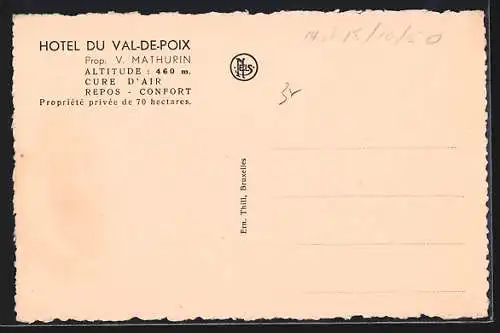 HOTEL DU VAL-DE-POIX
Prop. V. MATHURIN
ALTITUDE : 460 m.
CURE D'AIR
REPOS - CONFORT
Propriété privée de 70 hectares.
NELS
Ern. Thill, Bruxelles